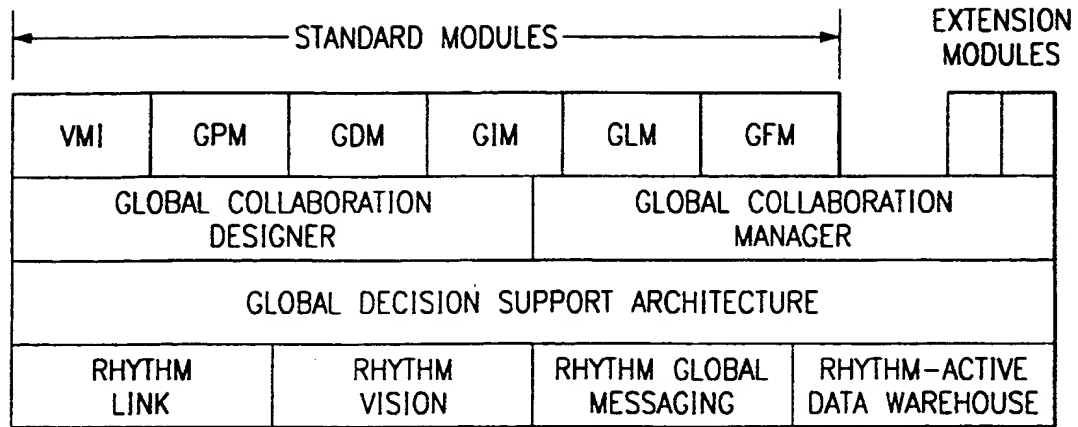 STANDARD MODULES
EXTENSION
MODULES
VMI GPM GDM GIM GLM GFM
GLOBAL COLLABORATION
DESIGNER
GLOBAL COLLABORATION
MANAGER
GLOBAL DECISION SUPPORT ARCHITECTURE
RHYTHM
LINK
RHYTHM
VISION
RHYTHM GLOBAL
MESSAGING
RHYTHM-ACTIVE
DATA WAREHOUSE